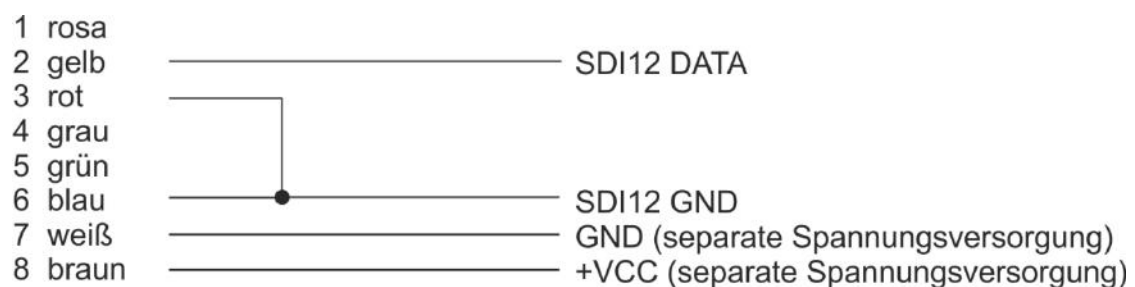 1 rosa
2 gelb SDI12 DATA
3 rot
4 grau
5 grün
6 blau SDI12 GND
7 weiß GND (separate Spannungsversorgung)
8 braun +VCC (separate Spannungsversorgung)